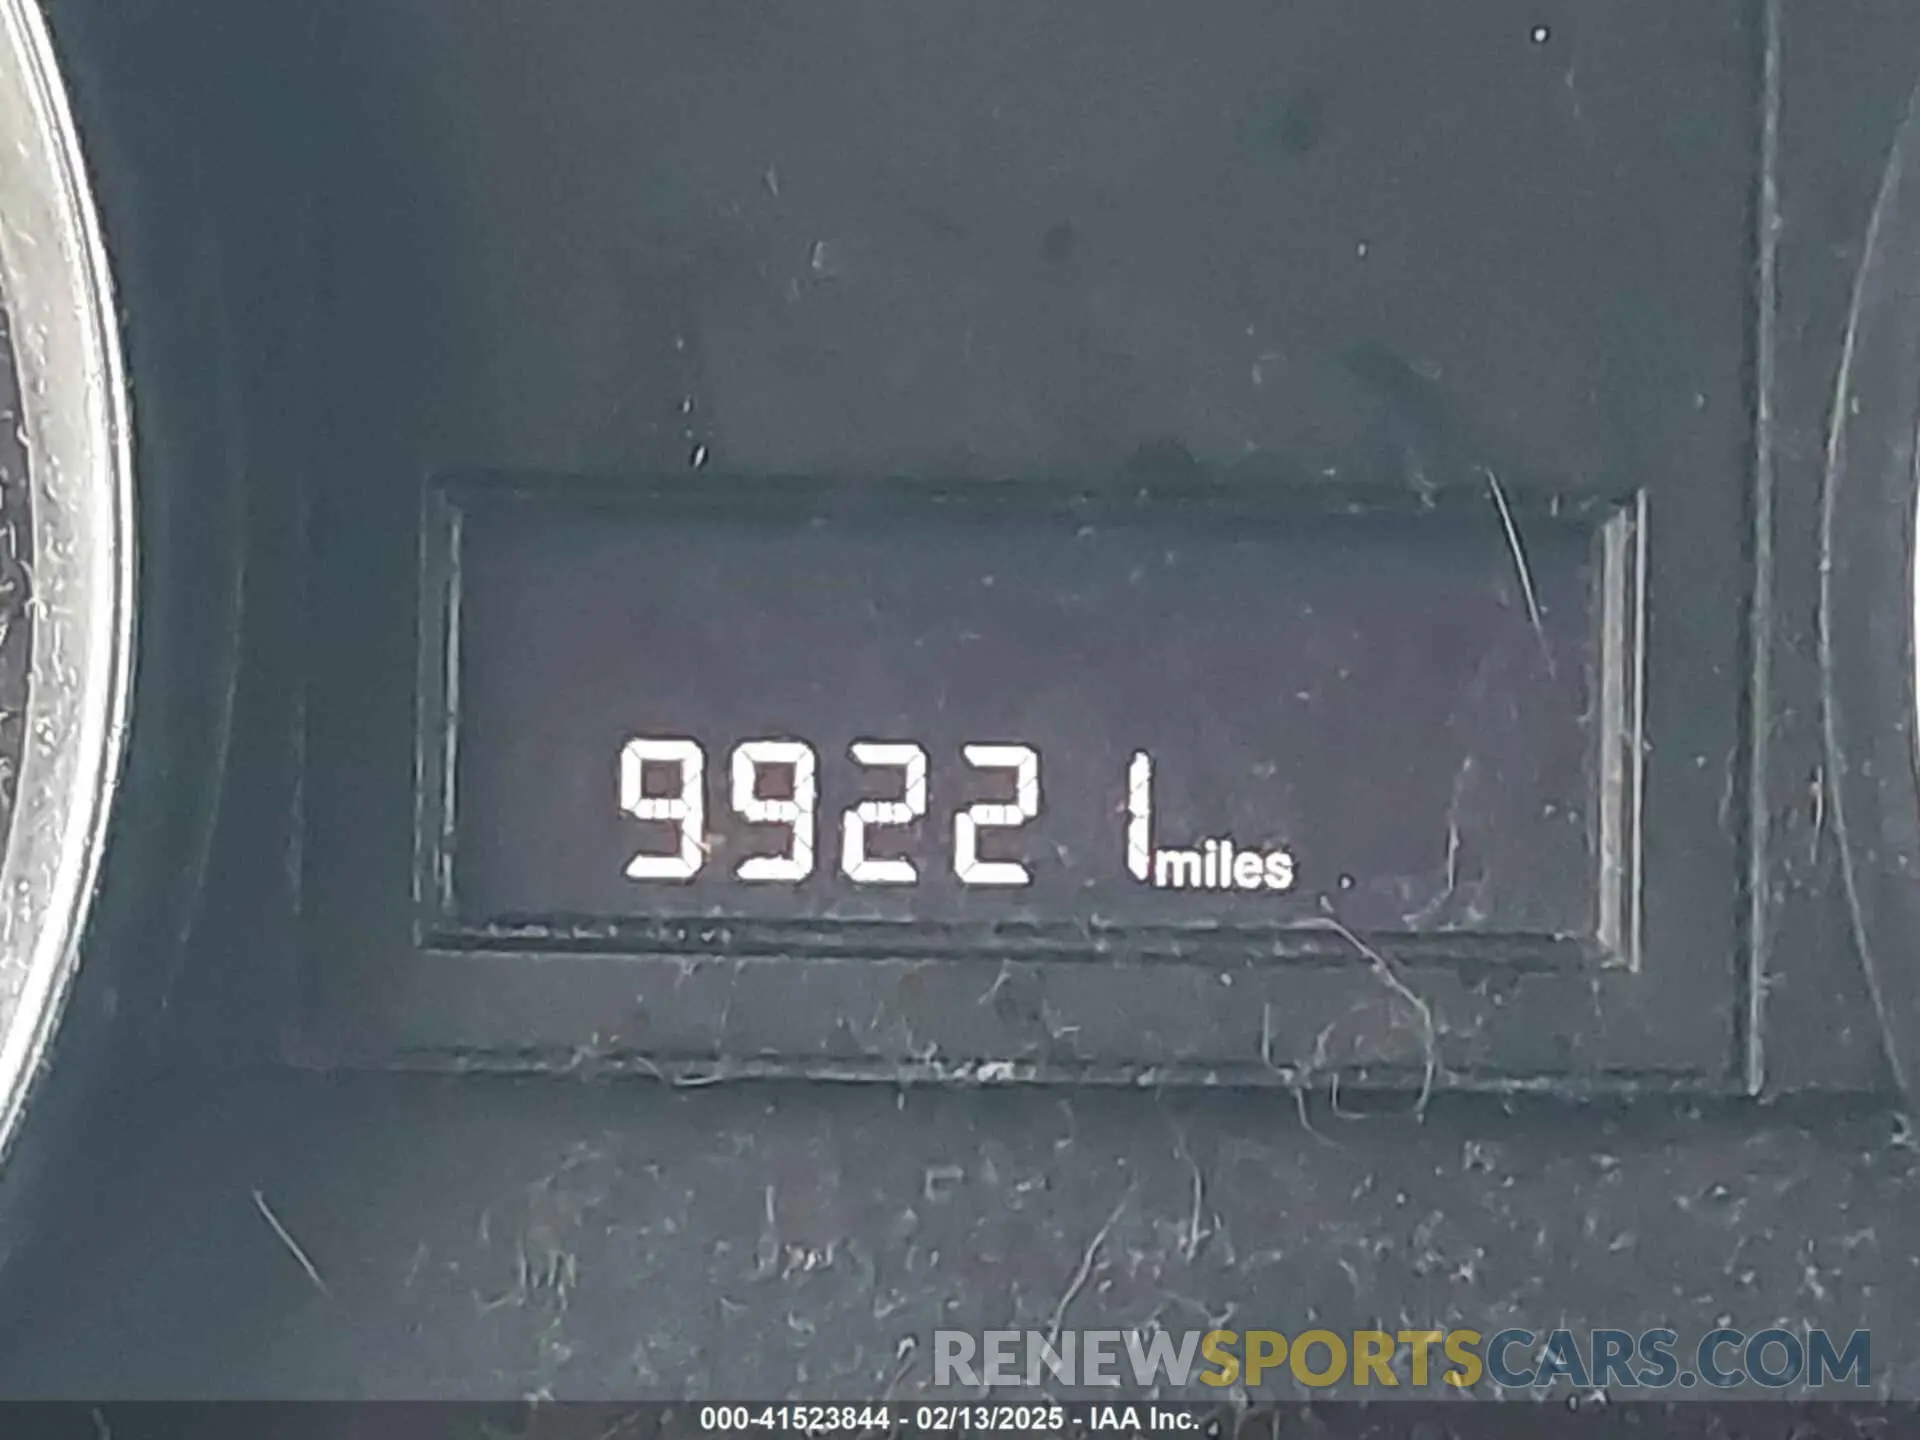 99221 miles
RENEWSPORTSCARS.COM
000-41523844 - 02/13/2025 - IAA Inc.